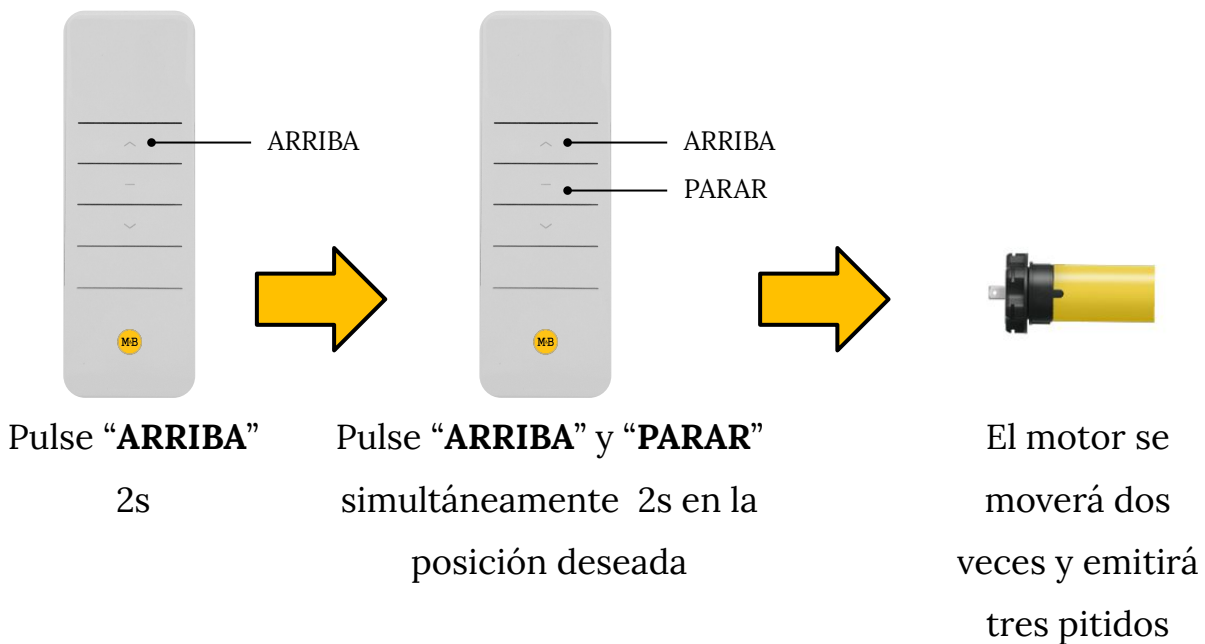 ARRIBA
ARRIBA
PARAR
M·B
M·B
Pulse “ARRIBA”
2s
Pulse “ARRIBA” y “PARAR”
simultáneamente 2s en la
posición deseada
El motor se
moverá dos
veces y emitirá
tres pitidos